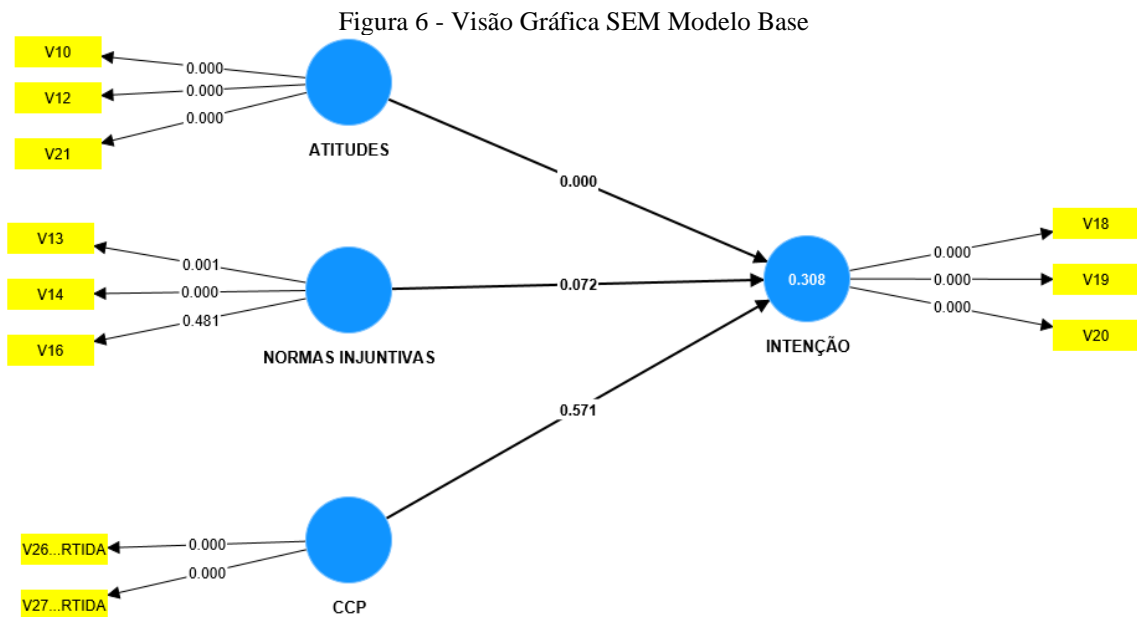 Figura 6 - Visão Gráfica SEM Modelo Base
V10
V12
V21
0.000
0.000
0.000
ATITUDES
0.000
V13
V14
V16
0.001
0.000
0.481
NORMAS INJUNTIVAS
0.072
0.308
INTENÇÃO
0.000
0.000
0.000
V18
V19
V20
0.571
V26...RTIDA
V27...RTIDA
0.000
0.000
CCP